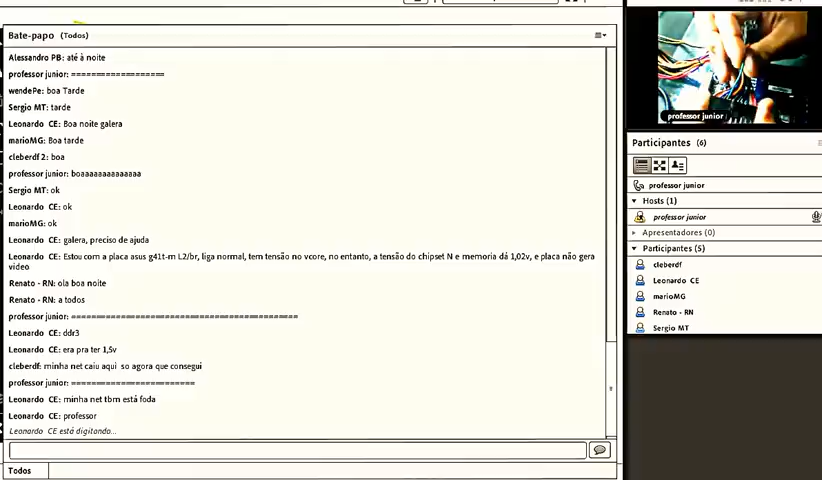 Bate-papo (Todos)
Alessandro PB: até à noite
professor junior: ===================
wendePe: boa Tarde
Sergio MT: tarde
Leonardo CE: Boa noite galera
marioMG: Boa tarde
cleberdf 2: boa
professor junior: boaaaaaaaaaaaaaa
Sergio MT: ok
Leonardo CE: ok
marioMG: ok
Leonardo CE: galera, preciso de ajuda
Leonardo CE: Estou com a placa asus g41t-m L2/br, liga normal, tem tensão no vcore, no entanto, a tensão do chipset N e memoria dá 1,02v, e placa não gera
video
Renato - RN: ola boa noite
Renato - RN: a todos
professor junior: ===============================================
Leonardo CE: ddr3
Leonardo CE: era pra ter 1,5v
cleberdf: minha net caiu aqui so agora que consegui
professor junior: =========================
Leonardo CE: minha net tbm está foda
Leonardo CE: professor
Leonardo CE está digitando...
Todos
professor junior
Participantes (6)
professor junior
Hosts (1)
professor junior
Apresentadores (0)
Participantes (5)
cleberdf
Leonardo CE
marioMG
Renato - RN
Sergio MT